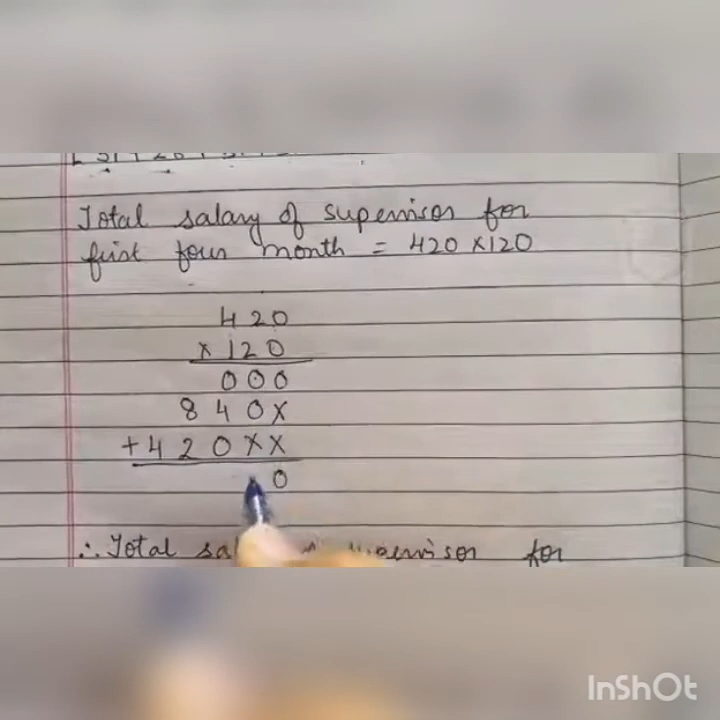 Total salary of supervisor for
first four month = 420 x 120
420
x 120
000
840x
+ 420xx
0
∴ Total for
InShOt